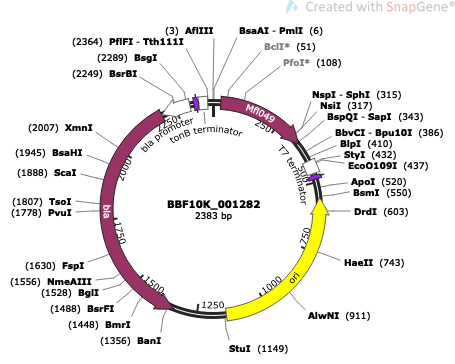 Created with SnapGene®
(3) AflIII
BsaAI - PmlI (6)
(2364) PflFI - Tth111I
BclI* (51)
(2289) BsgI
PfoI* (108)
(2249) BsrBI
NspI - SphI (315)
NsiI (317)
BspQI - SapI (343)
BbvCI - Bpu10I (386)
BlpI (410)
StyI (432)
EcoO109I (437)
ApoI (520)
BsmI (550)
DrdI (603)
HaeII (743)
AlwNI (911)
StuI (1149)
(2007) XmnI
(1945) BsaHI
(1888) ScaI
(1807) TsoI
(1778) PvuI
(1630) FspI
(1556) NmeAIII
(1528) BglI
(1488) BsrFI
(1448) BmrI
(1356) BanI
Mfl049
bla promoter
tonB terminator
T7 terminator
bla
ori
250
500
750
1000
1250
1500
1750
2000
2250
BBF10K_001282
2383 bp